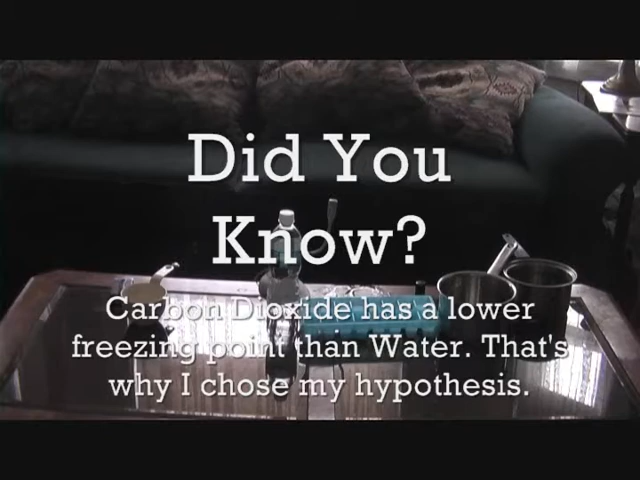 Did You
Know?
Carbon Dioxide has a lower
freezing point than Water. That's
why I chose my hypothesis.